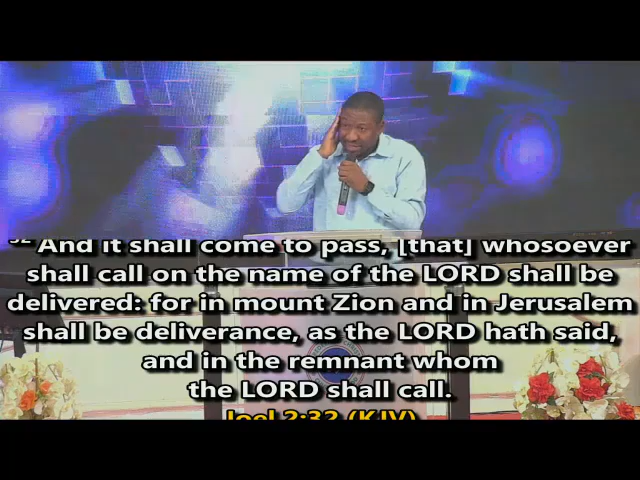 32 And it shall come to pass, [that] whosoever
shall call on the name of the LORD shall be
delivered: for in mount Zion and in Jerusalem
shall be deliverance, as the LORD hath said,
and in the remnant whom
the LORD shall call.
Joel 2:32 (KJV)